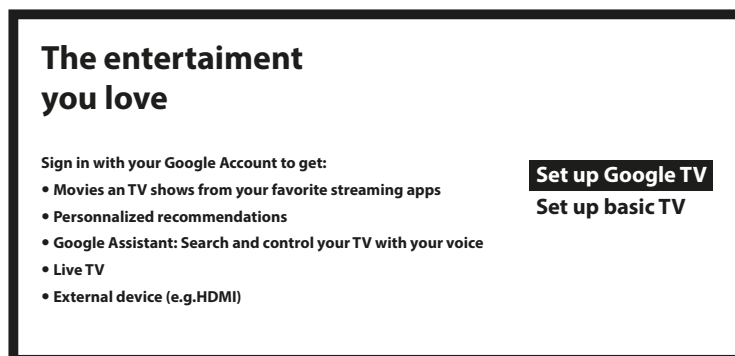 The entertaiment
you love
Sign in with your Google Account to get:
• Movies an TV shows from your favorite streaming apps
• Personnalized recommendations
• Google Assistant: Search and control your TV with your voice
• Live TV
• External device (e.g.HDMI)
Set up Google TV
Set up basic TV